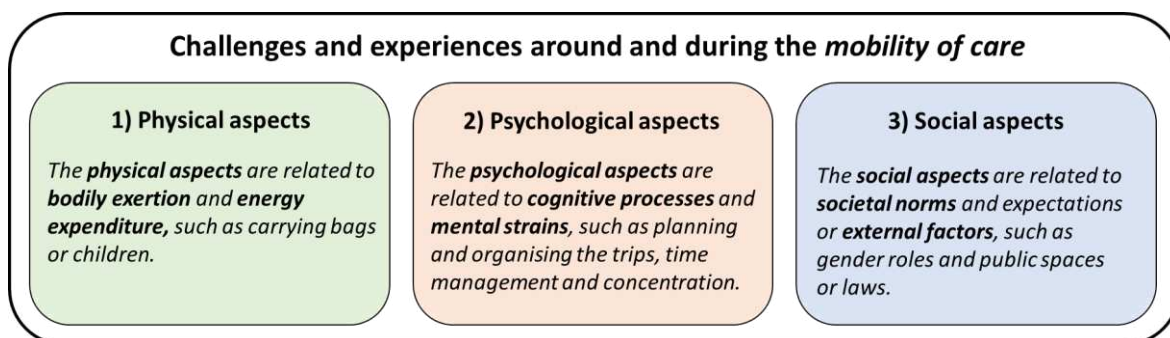 Challenges and experiences around and during the mobility of care
1) Physical aspects
The physical aspects are related to
bodily exertion and energy
expenditure, such as carrying bags
or children.
2) Psychological aspects
The psychological aspects are
related to cognitive processes and
mental strains, such as planning
and organising the trips, time
management and concentration.
3) Social aspects
The social aspects are related to
societal norms and expectations
or external factors, such as
gender roles and public spaces
or laws.